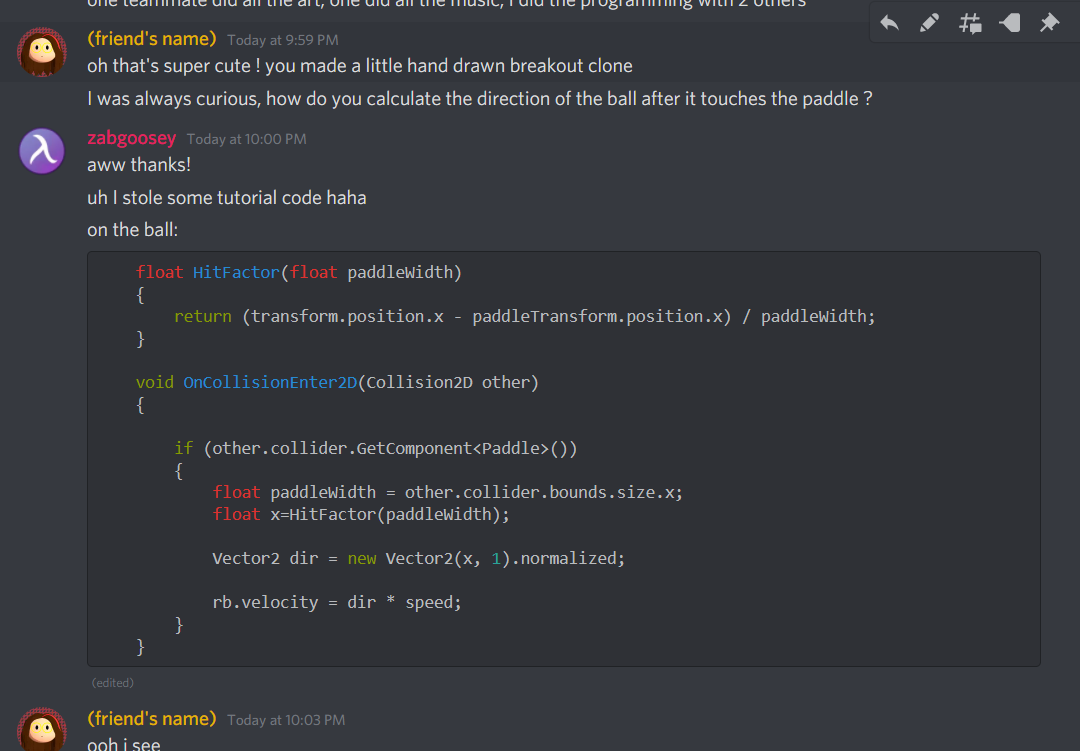 one teammate did all the art, one did all the music, I did the programming with 2 others
(friend's name) Today at 9:59 PM
oh that's super cute ! you made a little hand drawn breakout clone
I was always curious, how do you calculate the direction of the ball after it touches the paddle ?
zabgoosey Today at 10:00 PM
aww thanks!
uh I stole some tutorial code haha
on the ball:
float HitFactor(float paddleWidth)
{
return (transform.position.x - paddleTransform.position.x) / paddleWidth;
}
void OnCollisionEnter2D(Collision2D other)
{
if (other.collider.GetComponent<Paddle>())
{
float paddleWidth = other.collider.bounds.size.x;
float x=HitFactor(paddleWidth);
Vector2 dir = new Vector2(x, 1).normalized;
rb.velocity = dir * speed;
}
}
(edited)
(friend's name) Today at 10:03 PM
ooh i see